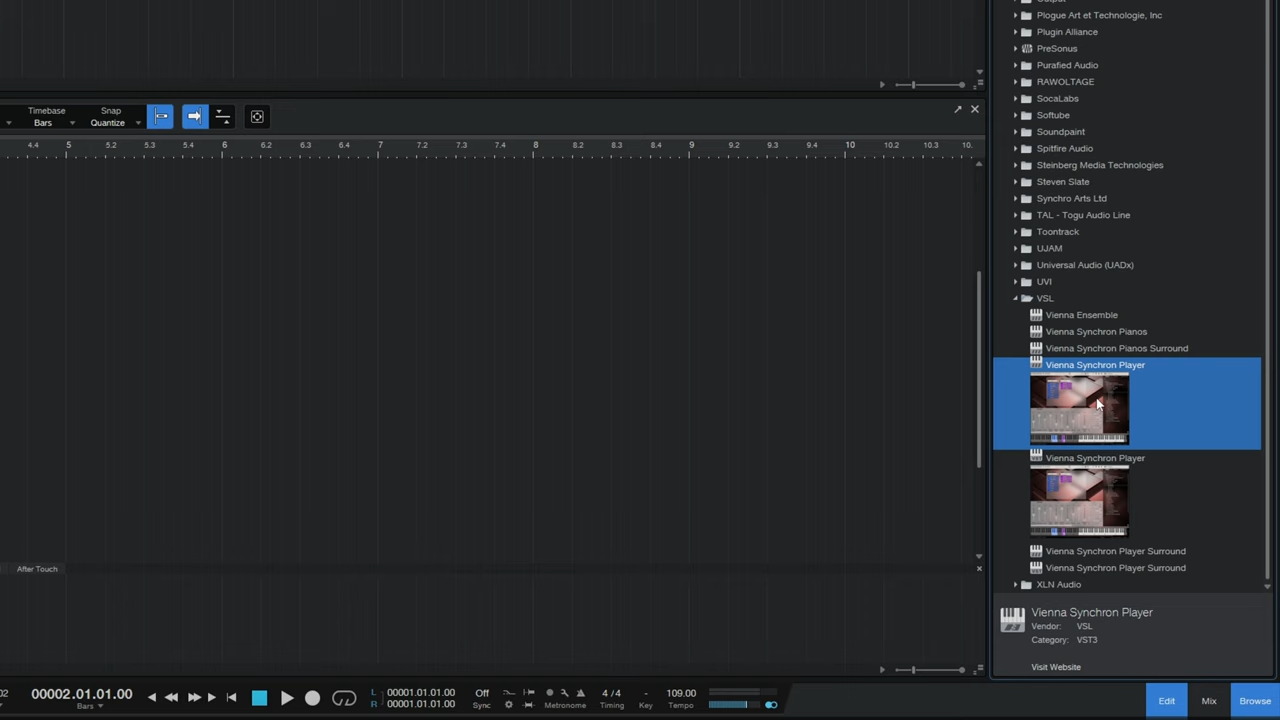 Plogue Art et Technologie, Inc
Plugin Alliance
PreSonus
Purafied Audio
RAWOLTAGE
SocaLabs
Softube
Soundpaint
Spitfire Audio
Steinberg Media Technologies
Steven Slate
Synchro Arts Ltd
TAL - Togu Audio Line
Toontrack
UJAM
Universal Audio (UADx)
UVI
VSL
Vienna Ensemble
Vienna Synchron Pianos
Vienna Synchron Pianos Surround
Vienna Synchron Player
Vienna Synchron Player
Vienna Synchron Player Surround
Vienna Synchron Player Surround
XLN Audio
Vienna Synchron Player
Vendor: VSL
Category: VST3
Visit Website
Timebase Snap
Bars Quantize
4.4 5 5.2 5.3 5.4 6 6.2 6.3 6.4 7 7.2 7.3 7.4 8 8.2 8.3 8.4 9 9.2 9.3 9.4 10 10.2 10.3 10.
After Touch
02 00002.01.01.00 L 00001.01.01.00 Off 4 / 4 - 109.00
Bars R 00001.01.01.00 Sync Metronome Timing Key Tempo
Edit Mix Browse